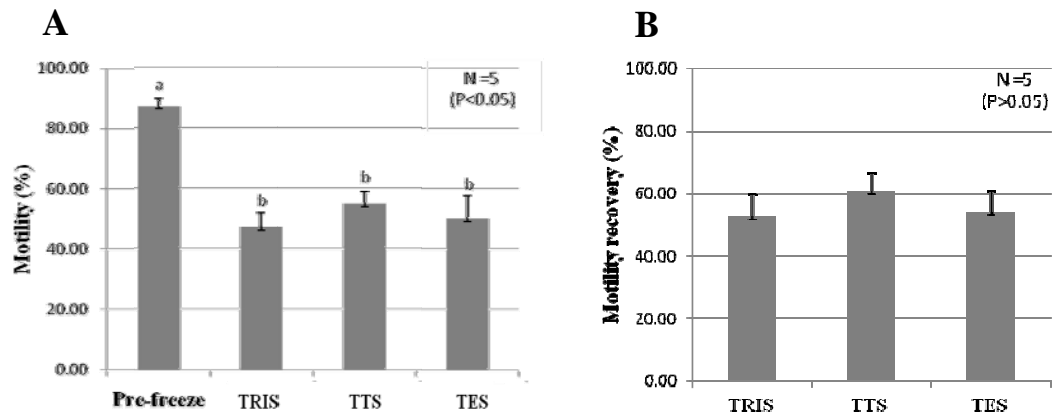 A
100.00
80.00
60.00
40.00
20.00
0.00
Motility (%)
N=5
(P<0.05)
a
b
b
b
Pre-freeze TRIS TTS TES
B
100.00
80.00
60.00
40.00
20.00
0.00
Motility recovery (%)
N=5
(P>0.05)
TRIS TTS TES